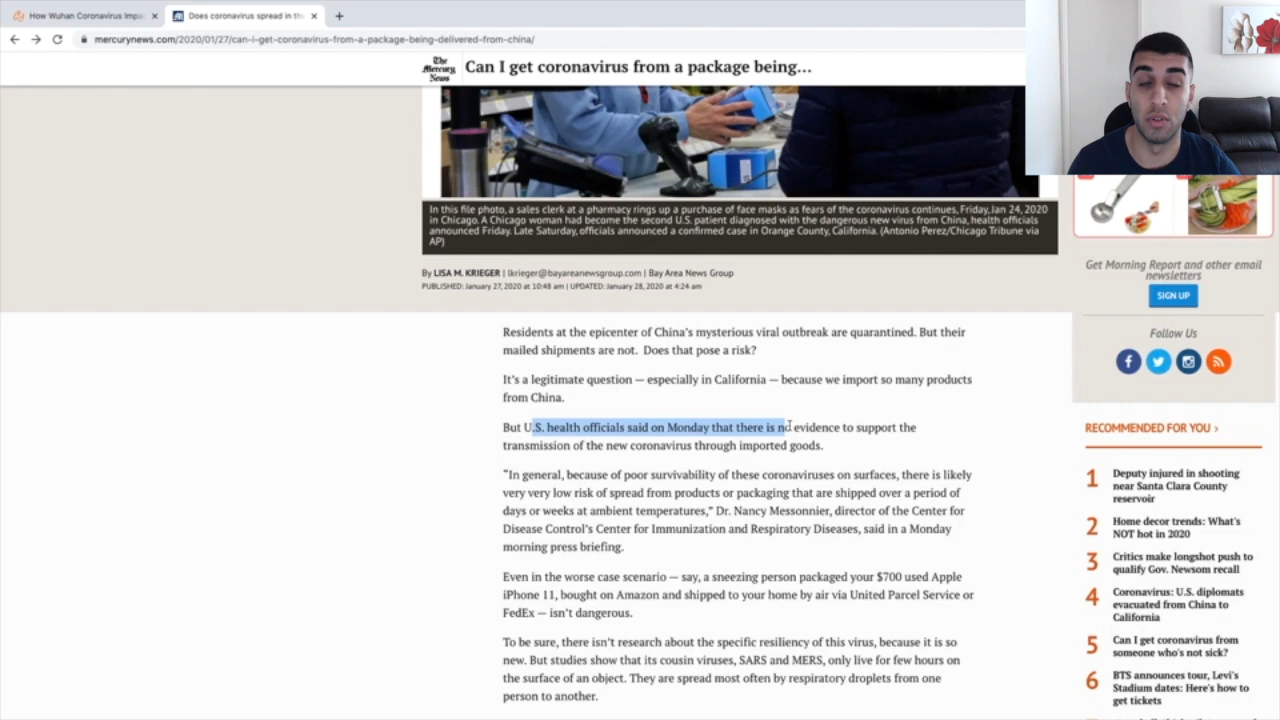 How Wuhan Coronavirus Impa
Does coronavirus spread in th
mercurynews.com/2020/01/27/can-i-get-coronavirus-from-a-package-being-delivered-from-china/
The
Mercury
News
Can I get coronavirus from a package being...
In this file photo, a sales clerk at a pharmacy rings up a purchase of face masks as fears of the coronavirus continues, Friday, Jan 24, 2020
in Chicago. A Chicago woman had become the second U.S. patient diagnosed with the dangerous new virus from China, health officials
announced Friday. Late Saturday, officials announced a confirmed case in Orange County, California. (Antonio Perez/Chicago Tribune via
AP)
By LISA M. KRIEGER | lkrieger@bayareanewsgroup.com | Bay Area News Group
PUBLISHED: January 27, 2020 at 10:48 am | UPDATED: January 28, 2020 at 4:24 am
Residents at the epicenter of China's mysterious viral outbreak are quarantined. But their
mailed shipments are not. Does that pose a risk?
It's a legitimate question — especially in California — because we import so many products
from China.
But U.S. health officials said on Monday that there is no evidence to support the
transmission of the new coronavirus through imported goods.
“In general, because of poor survivability of these coronaviruses on surfaces, there is likely
very very low risk of spread from products or packaging that are shipped over a period of
days or weeks at ambient temperatures,” Dr. Nancy Messonnier, director of the Center for
Disease Control's Center for Immunization and Respiratory Diseases, said in a Monday
morning press briefing.
Even in the worse case scenario — say, a sneezing person packaged your $700 used Apple
iPhone 11, bought on Amazon and shipped to your home by air via United Parcel Service or
FedEx — isn't dangerous.
To be sure, there isn't research about the specific resiliency of this virus, because it is so
new. But studies show that its cousin viruses, SARS and MERS, only live for few hours on
the surface of an object. They are spread most often by respiratory droplets from one
person to another.
Get Morning Report and other email
newsletters
SIGN UP
Follow Us
RECOMMENDED FOR YOU ›
1 Deputy injured in shooting
near Santa Clara County
reservoir
2 Home decor trends: What's
NOT hot in 2020
3 Critics make longshot push to
qualify Gov. Newsom recall
4 Coronavirus: U.S. diplomats
evacuated from China to
California
5 Can I get coronavirus from
someone who's not sick?
6 BTS announces tour, Levi's
Stadium dates: Here's how to
get tickets